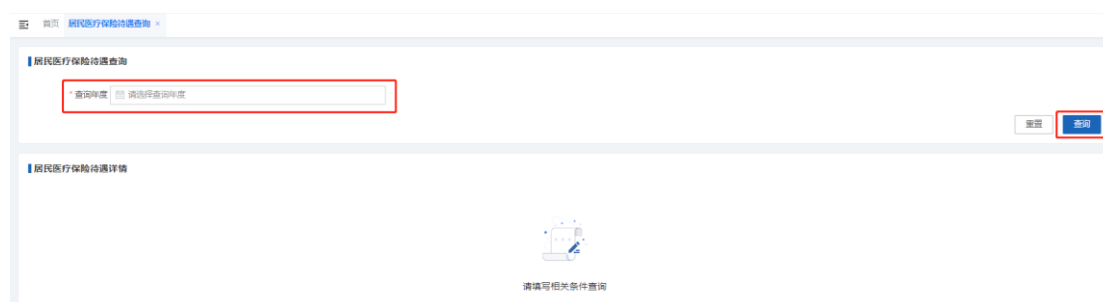 首页 居民医疗保险待遇查询 ×
居民医疗保险待遇查询
* 查询年度 请选择查询年度
重置 查询
居民医疗保险待遇详情
请填写相关条件查询